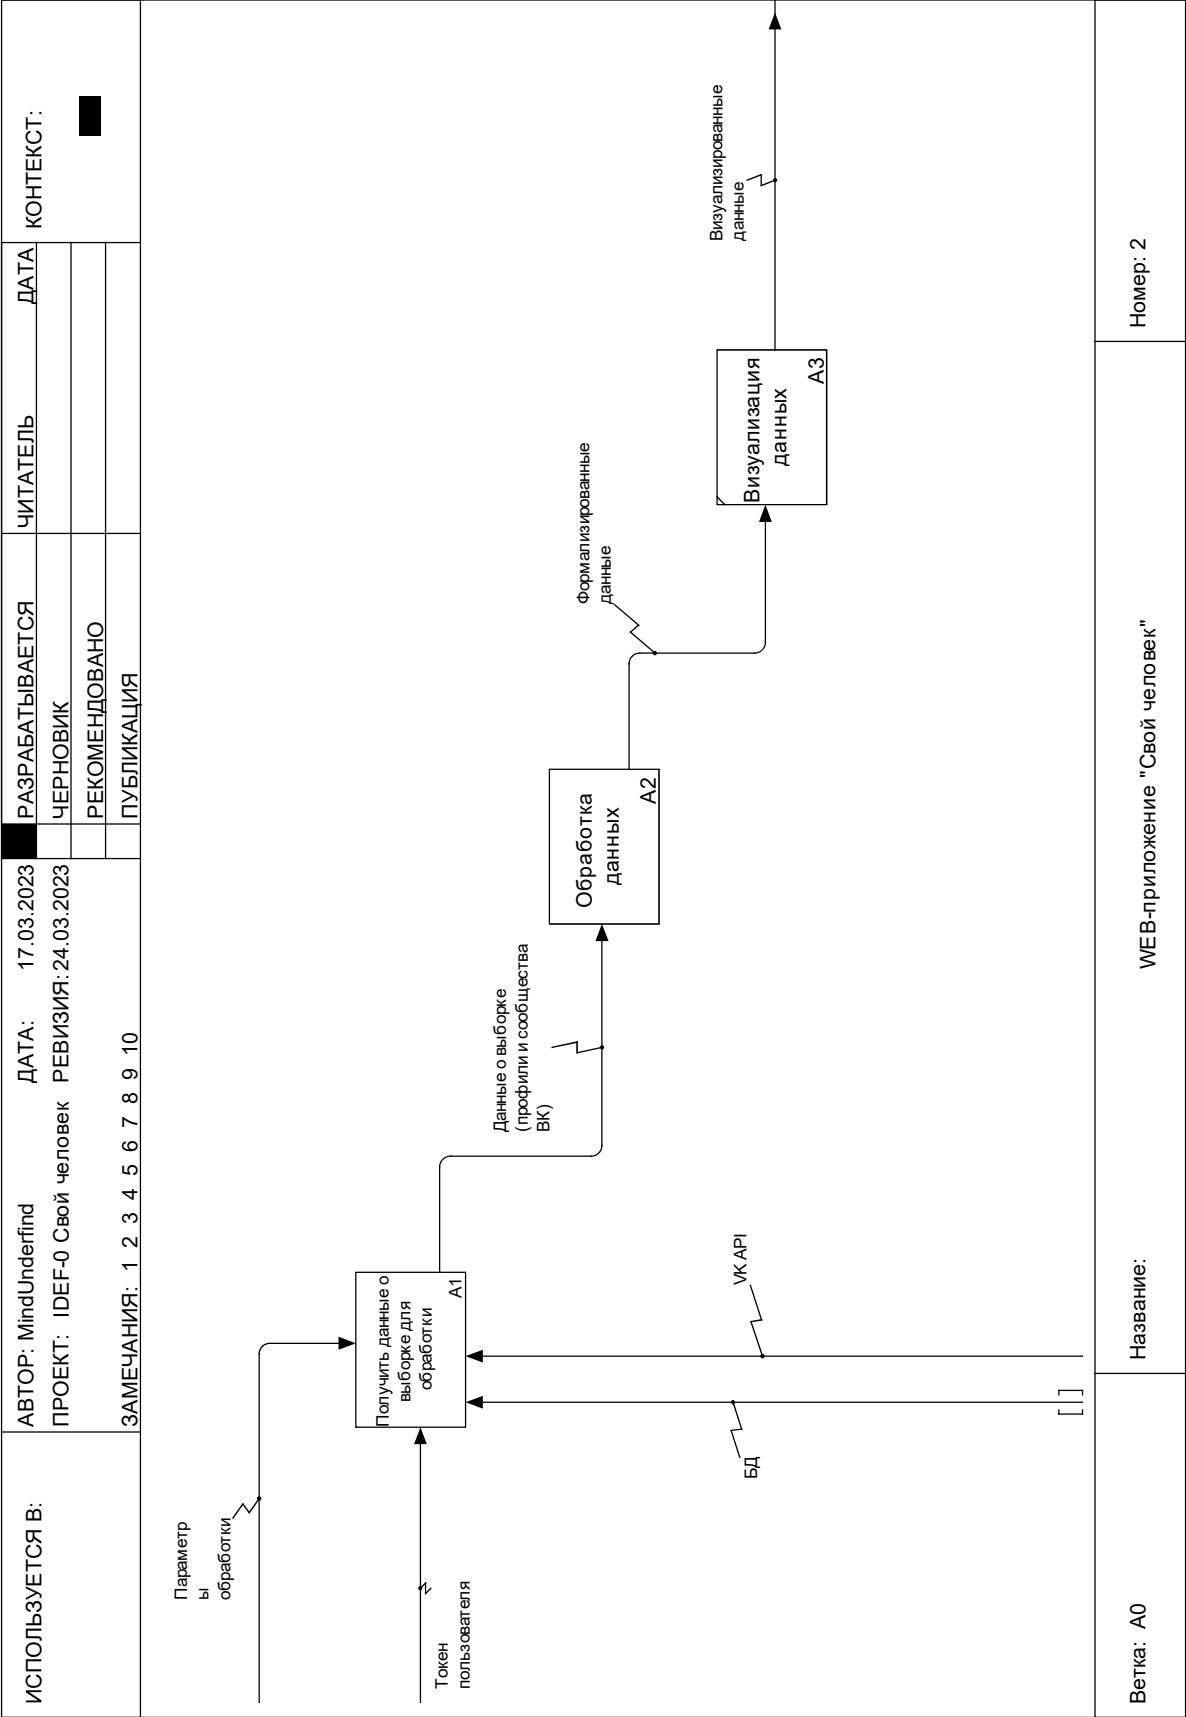 ИСПОЛЬЗУЕТСЯ В:
АВТОР: MindUnderfind
ДАТА: 17.03.2023
ПРОЕКТ: IDEF-0 Свой человек
РЕВИЗИЯ: 24.03.2023
ЗАМЕЧАНИЯ: 1 2 3 4 5 6 7 8 9 10
РАЗРАБАТЫВАЕТСЯ
ЧЕРНОВИК
РЕКОМЕНДОВАНО
ПУБЛИКАЦИЯ
ЧИТАТЕЛЬ
ДАТА
КОНТЕКСТ:
Параметр
ы
обработки
Токен
пользователя
Получить данные о
выборке для
обработки
A1
Данные о выборке
(профили и сообщества
ВК)
Обработка
данных
A2
Формализированные
данные
Визуализация
данных
A3
Визуализированные
данные
БД
VK API
[ ]
Ветка: A0
Название:
WEB-приложение "Свой человек"
Номер: 2